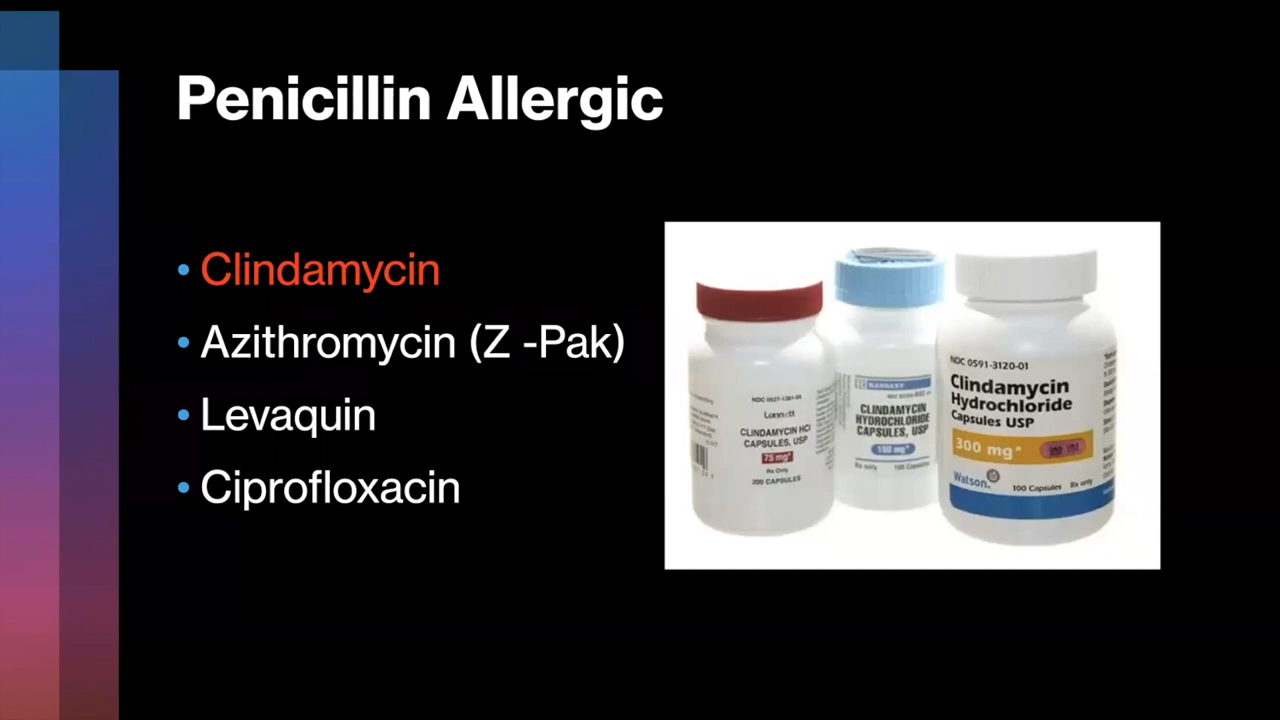 Penicillin Allergic
• Clindamycin
• Azithromycin (Z -Pak)
• Levaquin
• Ciprofloxacin
Lannett
CLINDAMYCIN HCl
CAPSULES, USP
75 mg*
Rx Only
200 CAPSULES
RANBAXY
CLINDAMYCIN
HYDROCHLORIDE
CAPSULES, USP
150 mg*
Rx only
100 Capsules
NDC 0591-3120-01
Clindamycin
Hydrochloride
Capsules USP
300 mg*
Watson
100 Capsules Rx only